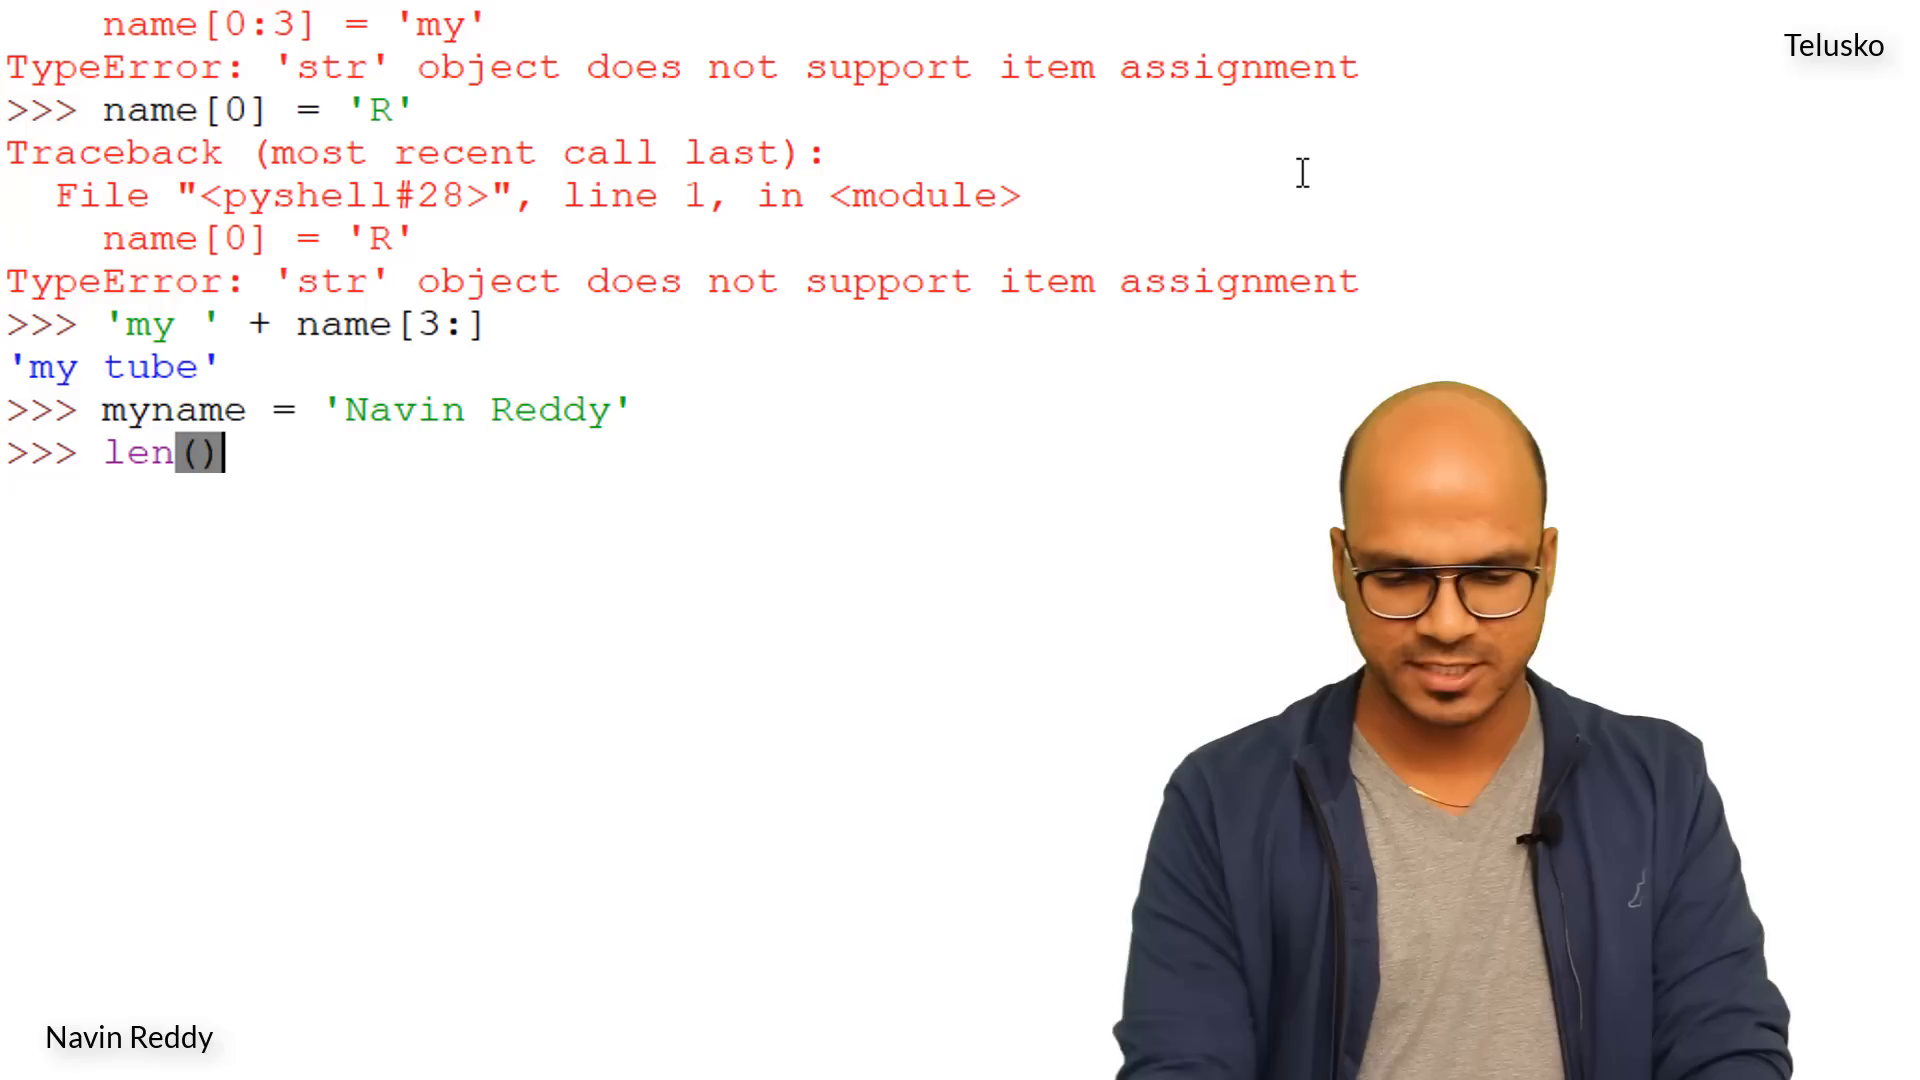 name[0:3] = 'my'
Telusko
TypeError: 'str' object does not support item assignment
>>> name[0] = 'R'
Traceback (most recent call last):
  File "<pyshell#28>", line 1, in <module>
    name[0] = 'R'
TypeError: 'str' object does not support item assignment
>>> 'my ' + name[3:]
'my tube'
>>> myname = 'Navin Reddy'
>>> len()
Navin Reddy